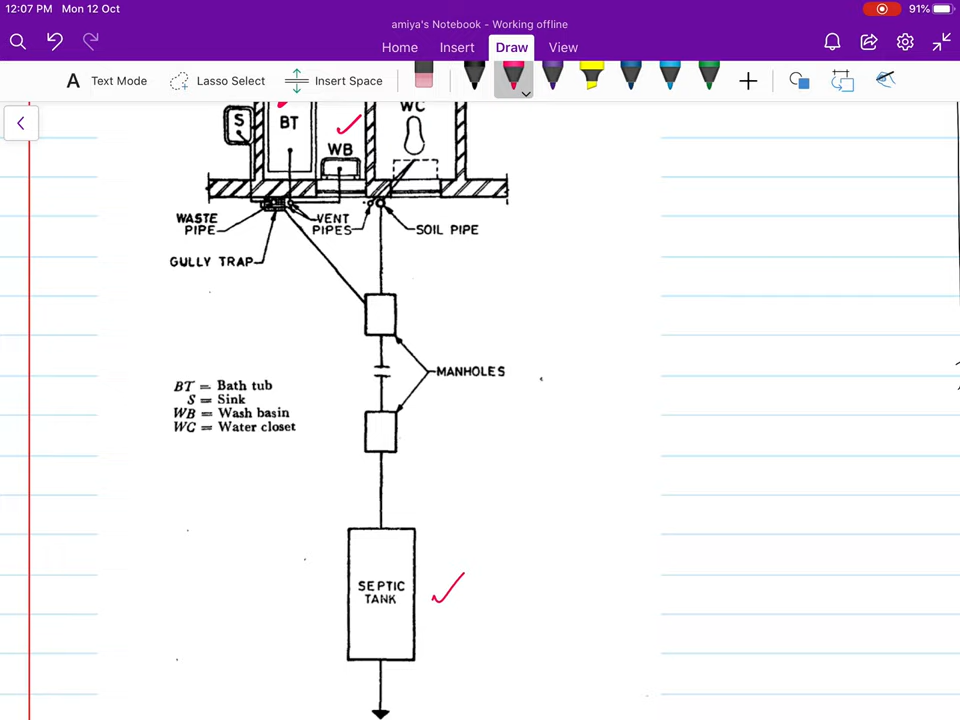 12:07 PM Mon 12 Oct
91%
amiya's Notebook - Working offline
Home Insert Draw View
A Text Mode Lasso Select Insert Space
S BT WC
WB
WASTE PIPE
VENT PIPES
SOIL PIPE
GULLY TRAP
MANHOLES
BT = Bath tub
S = Sink
WB = Wash basin
WC = Water closet
SEPTIC
TANK